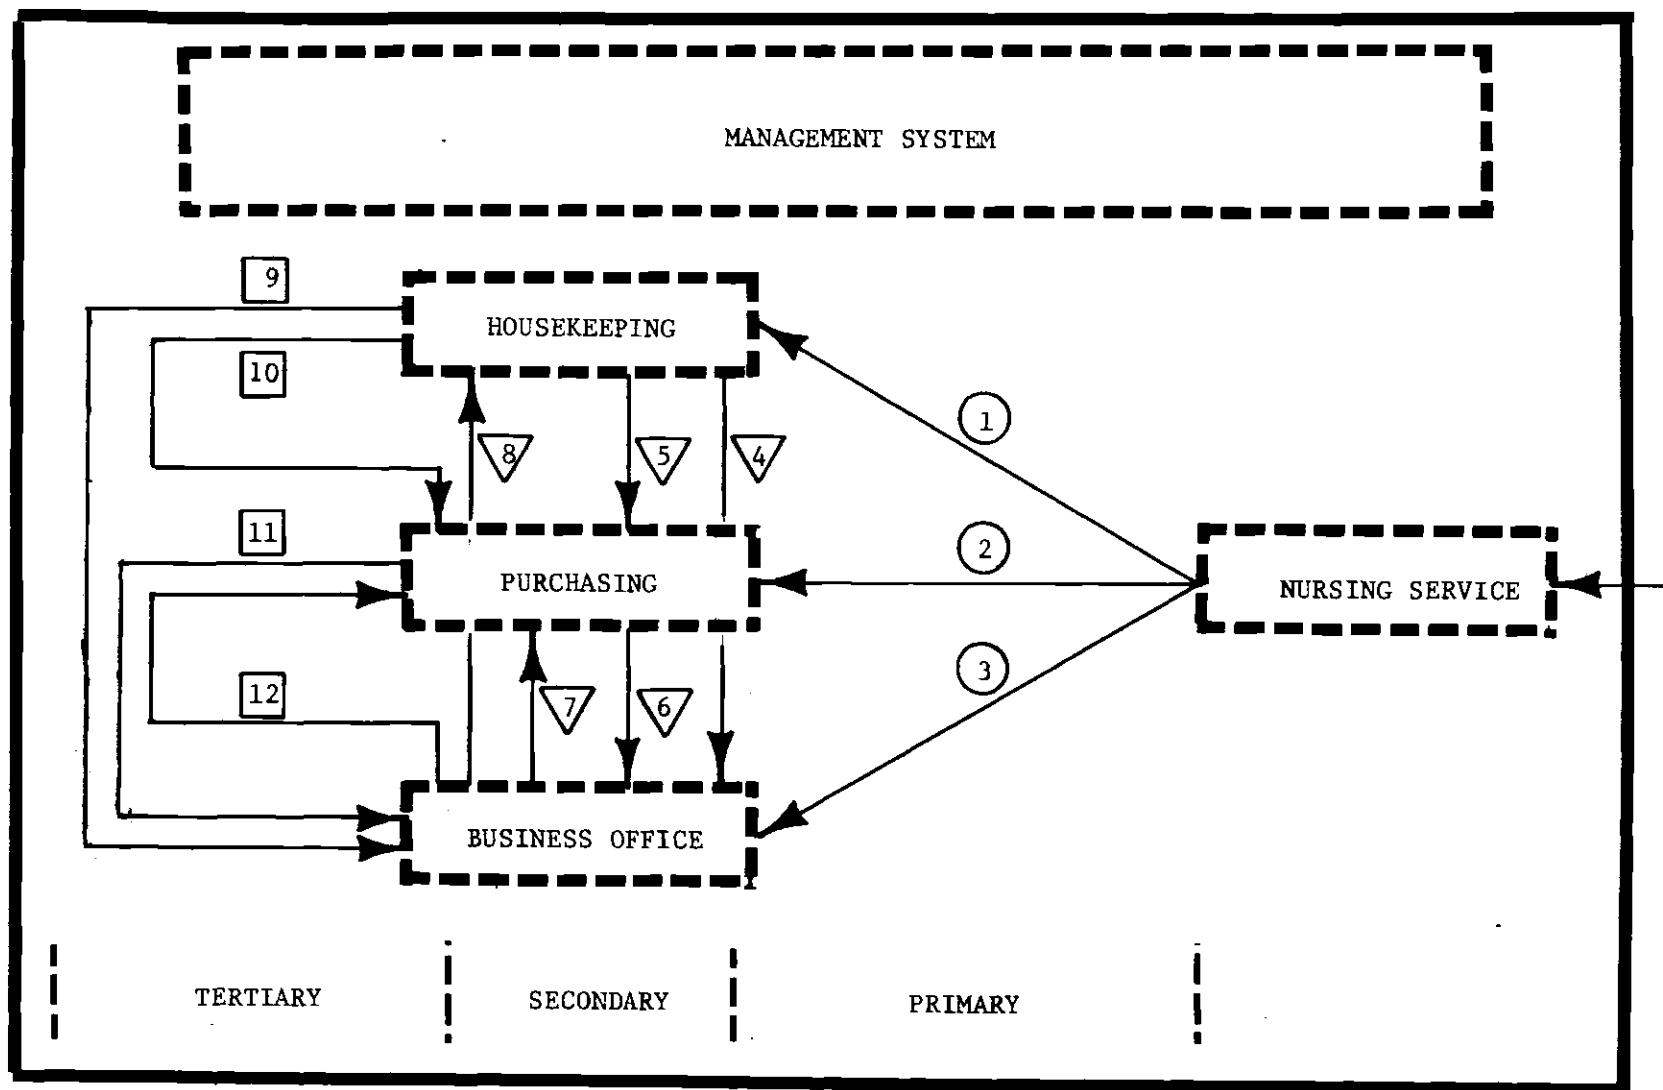 MANAGEMENT SYSTEM
9
HOUSEKEEPING
10
1
8
5
4
11
2
PURCHASING
NURSING SERVICE
3
12
7
6
BUSINESS OFFICE
TERTIARY
SECONDARY
PRIMARY